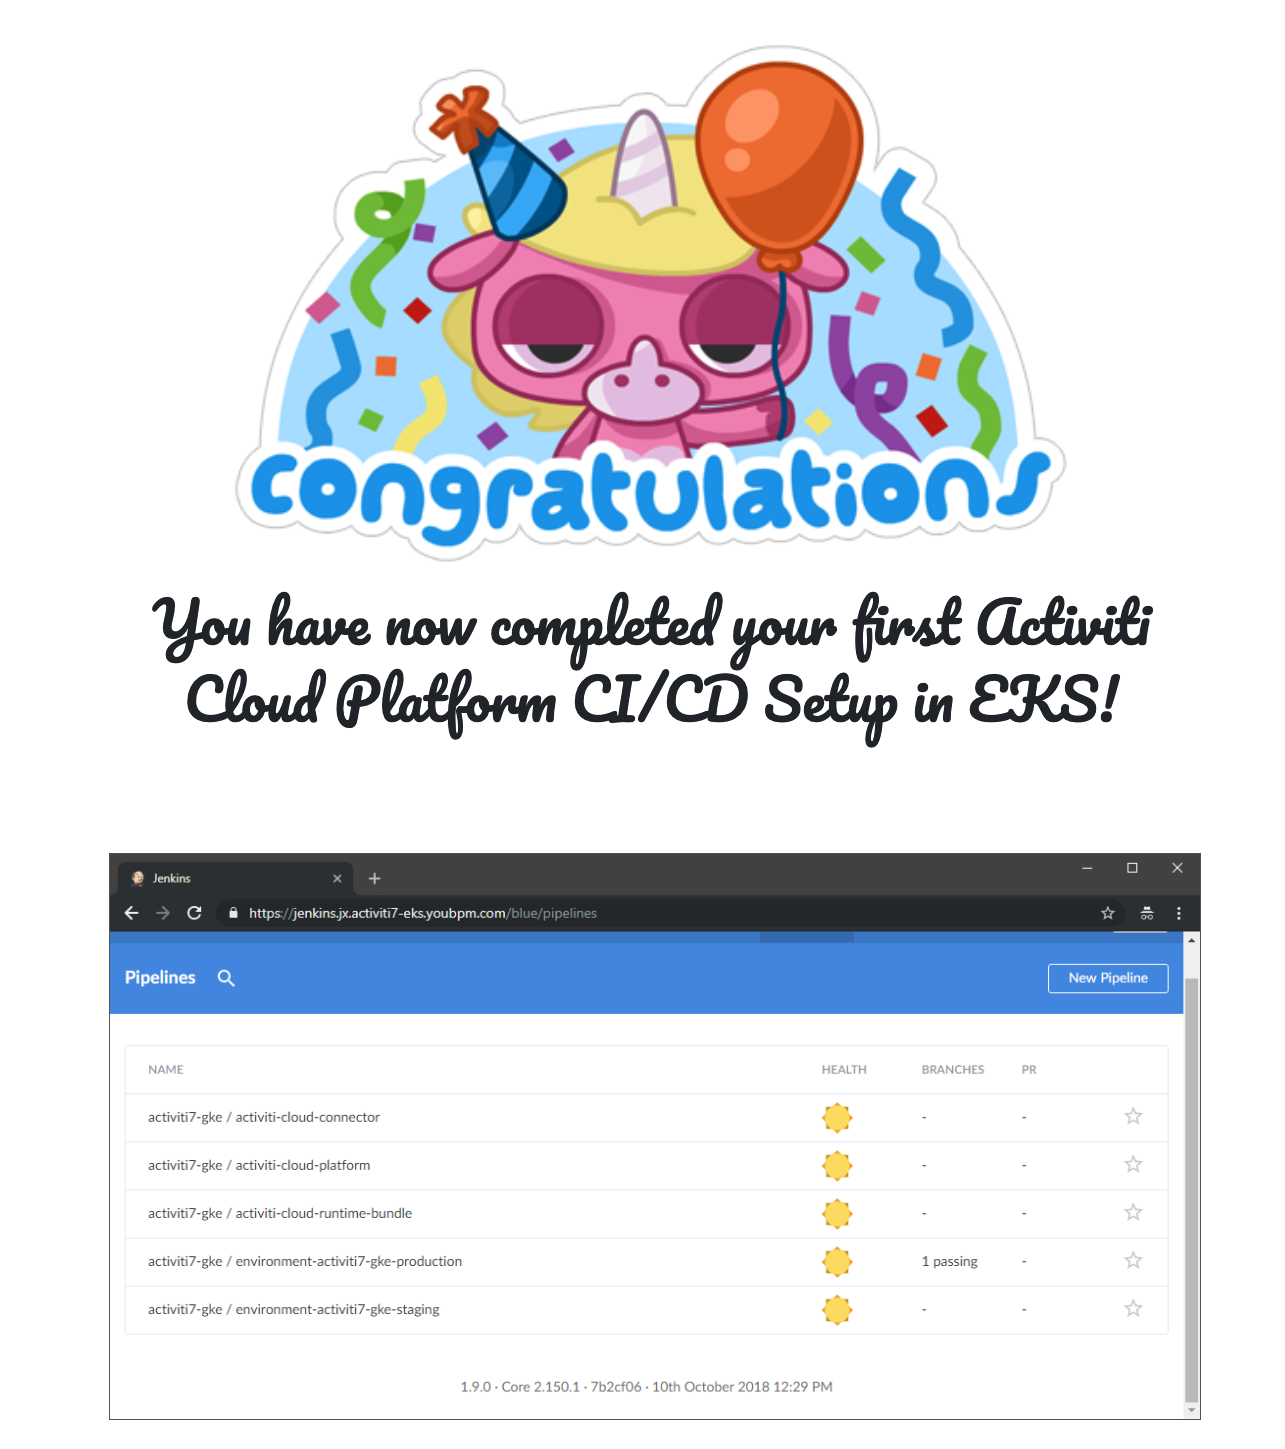 congratulations
You have now completed your first Activiti
Cloud Platform CI/CD Setup in EKS!
Jenkins
https://jenkins.jx.activiti7-eks.youbpm.com/blue/pipelines
Pipelines New Pipeline
NAME HEALTH BRANCHES PR
activiti7-gke / activiti-cloud-connector - -
activiti7-gke / activiti-cloud-platform - -
activiti7-gke / activiti-cloud-runtime-bundle - -
activiti7-gke / environment-activiti7-gke-production 1 passing -
activiti7-gke / environment-activiti7-gke-staging - -
1.9.0 · Core 2.150.1 · 7b2cf06 · 10th October 2018 12:29 PM